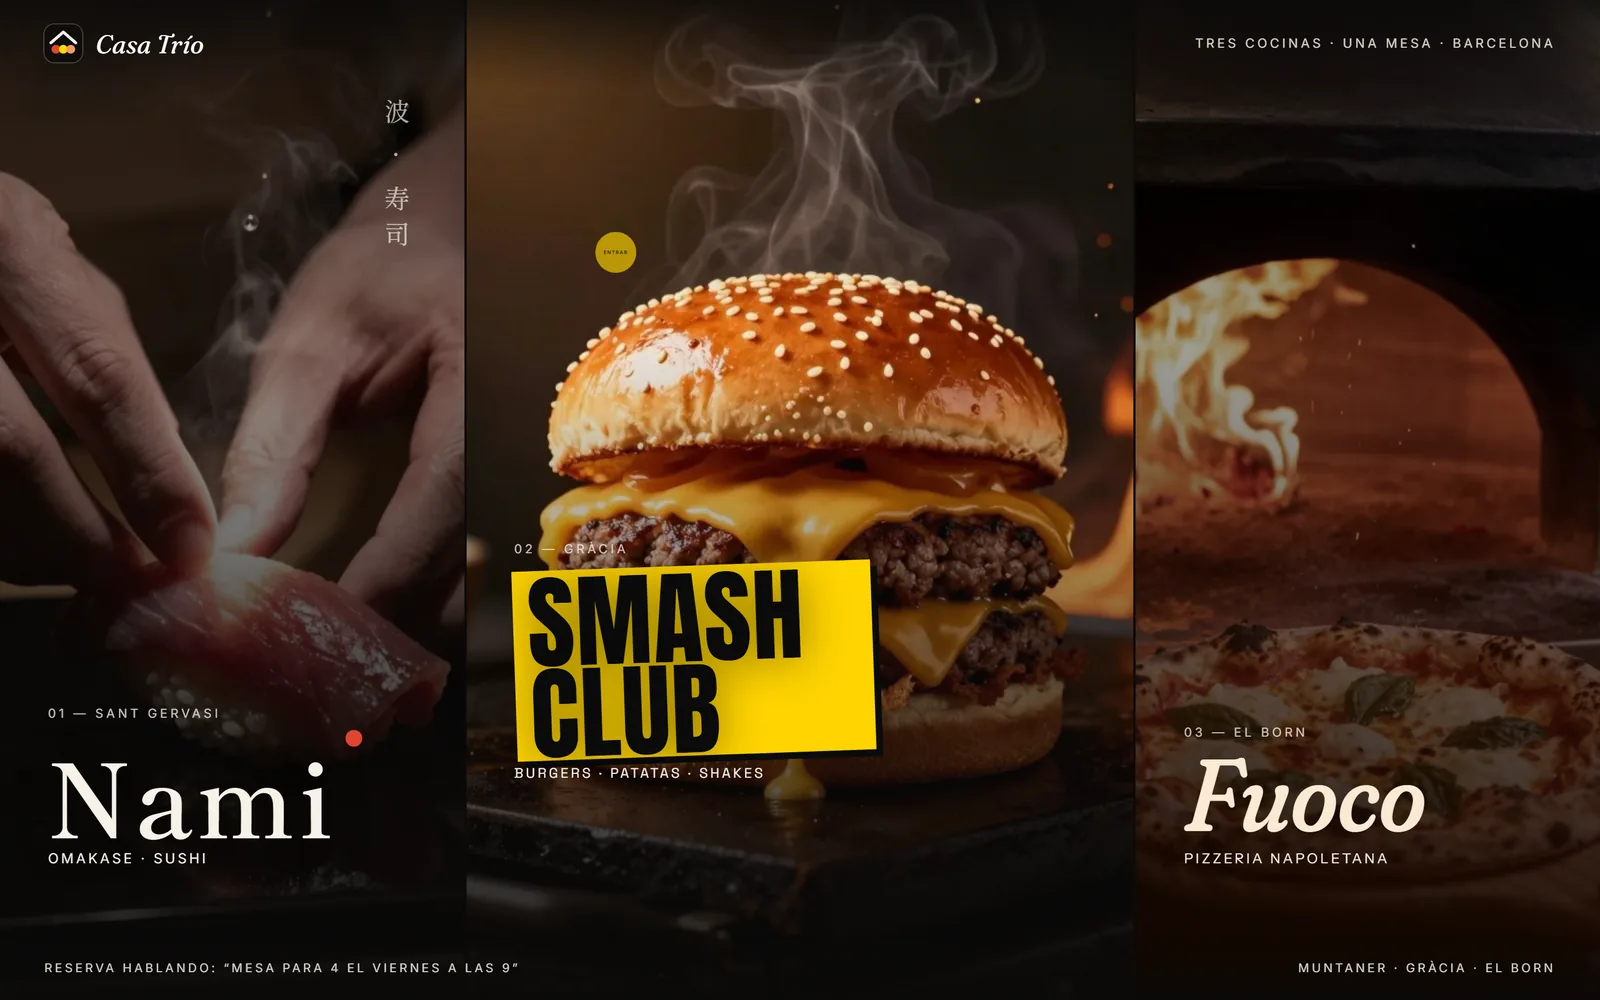 Casa Trío
TRES COCINAS · UNA MESA · BARCELONA
波・寿司
ENTRAR
01 — SANT GERVASI
Nami
OMAKASE · SUSHI
02 — GRÀCIA
SMASH
CLUB
BURGERS · PATATAS · SHAKES
03 — EL BORN
Fuoco
PIZZERIA NAPOLETANA
RESERVA HABLANDO: “MESA PARA 4 EL VIERNES A LAS 9”
MUNTANER · GRÀCIA · EL BORN